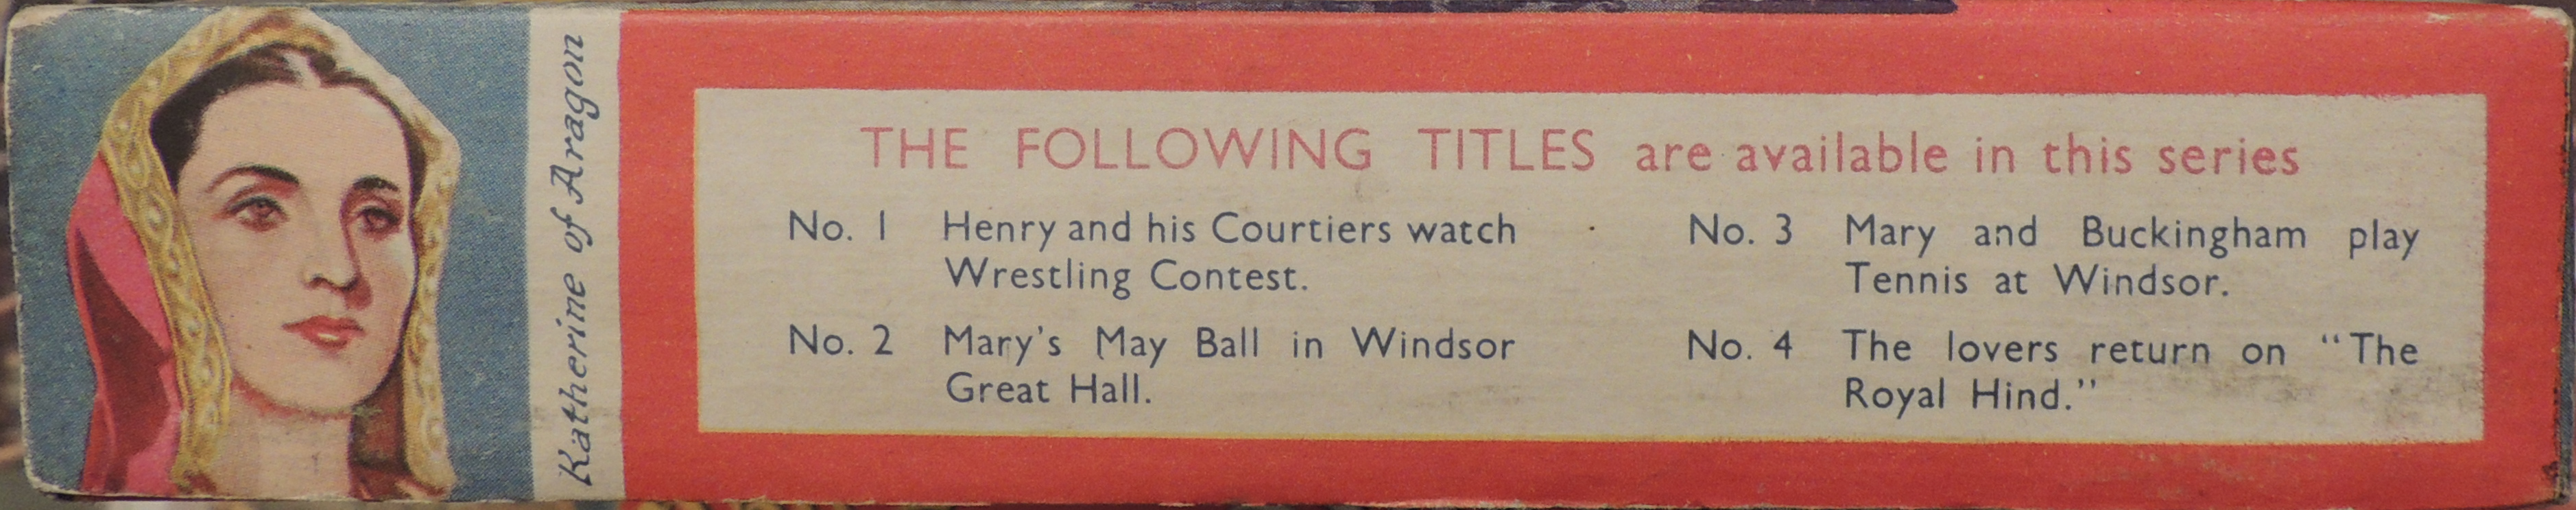 Katherine of Aragon
THE FOLLOWING TITLES are available in this series
No. 1 Henry and his Courtiers watch
Wrestling Contest.
No. 2 Mary's May Ball in Windsor
Great Hall.
No. 3 Mary and Buckingham play
Tennis at Windsor.
No. 4 The lovers return on “The
Royal Hind.”